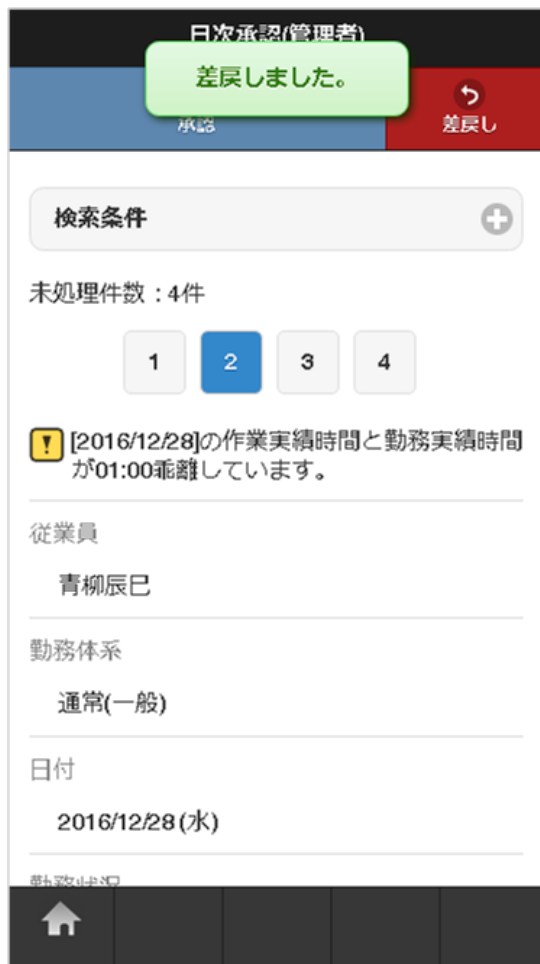 日次承認(管理者)
差戻しました。
承認
差戻し
検索条件
未処理件数：4件
1 2 3 4
[2016/12/28]の作業実績時間と勤務実績時間
が01:00乖離しています。
従業員
青柳辰巳
勤務体系
通常(一般)
日付
2016/12/28 (水)
勤務状況